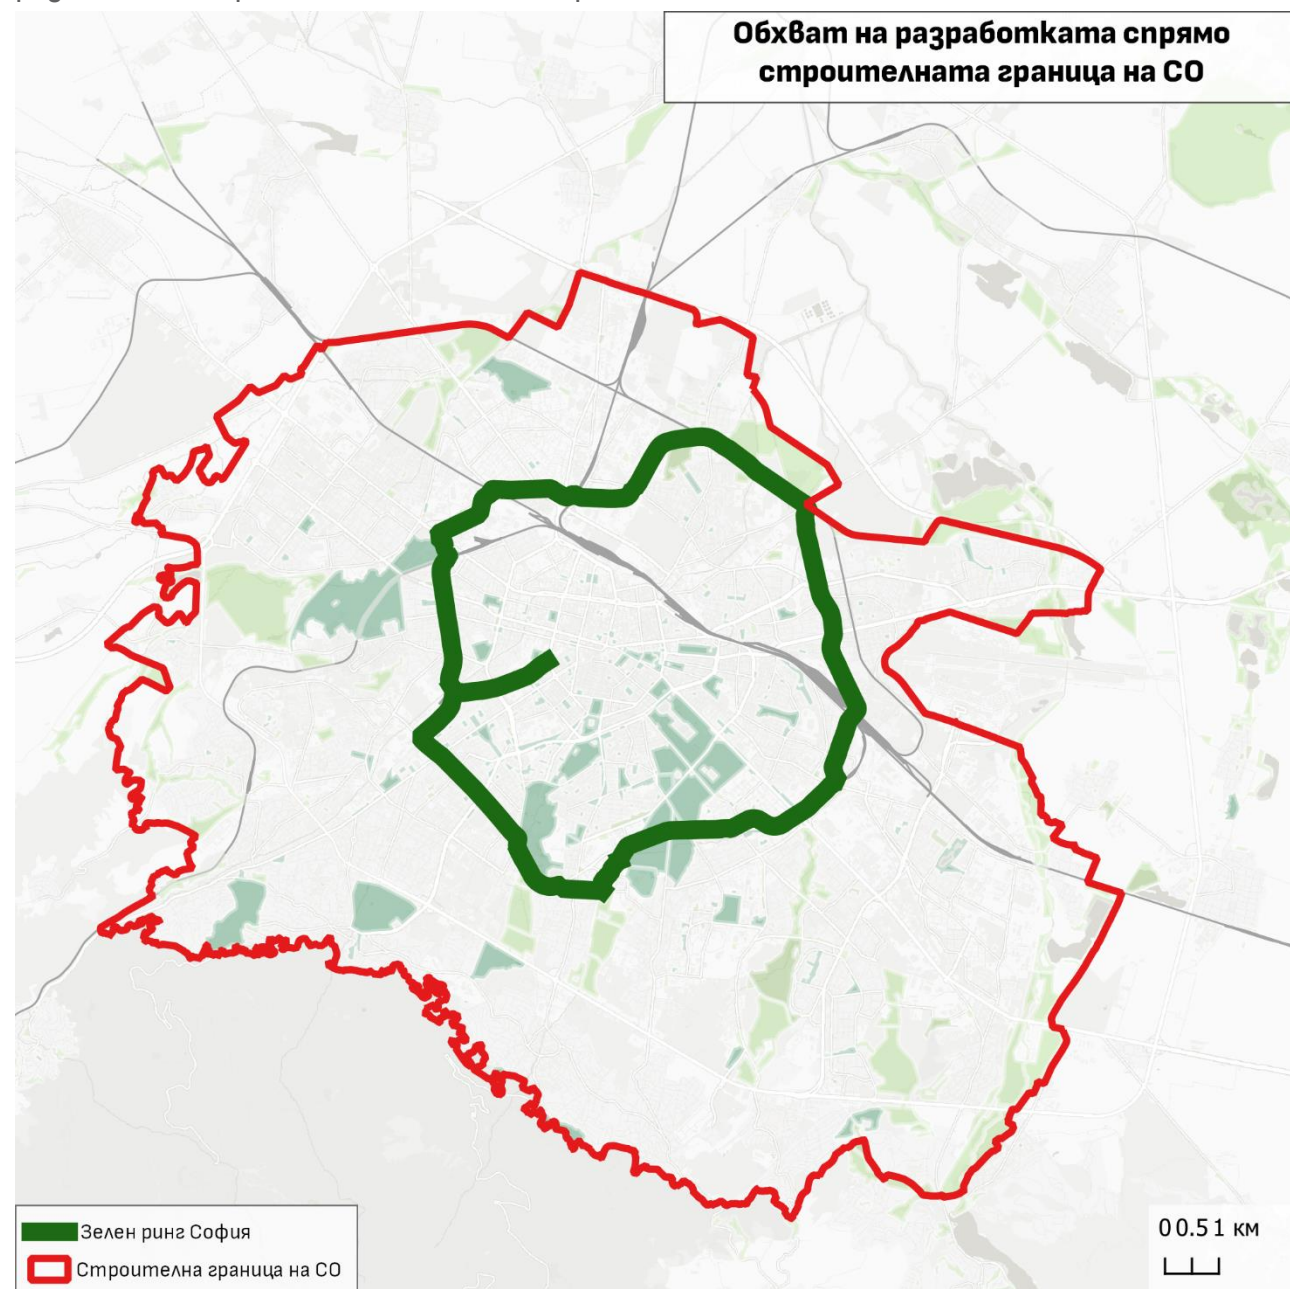 Обхват на разработката спрямо
строителната граница на СО
Зелен ринг София
Строителна граница на СО
0 0.5 1 км